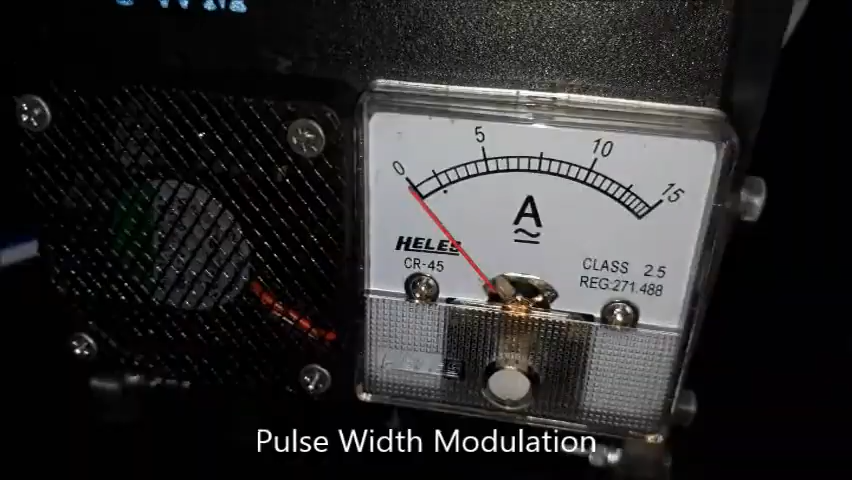 0 5 10 15
A
HELES
CR-45
CLASS 2.5
REG:271.488
Pulse Width Modulation